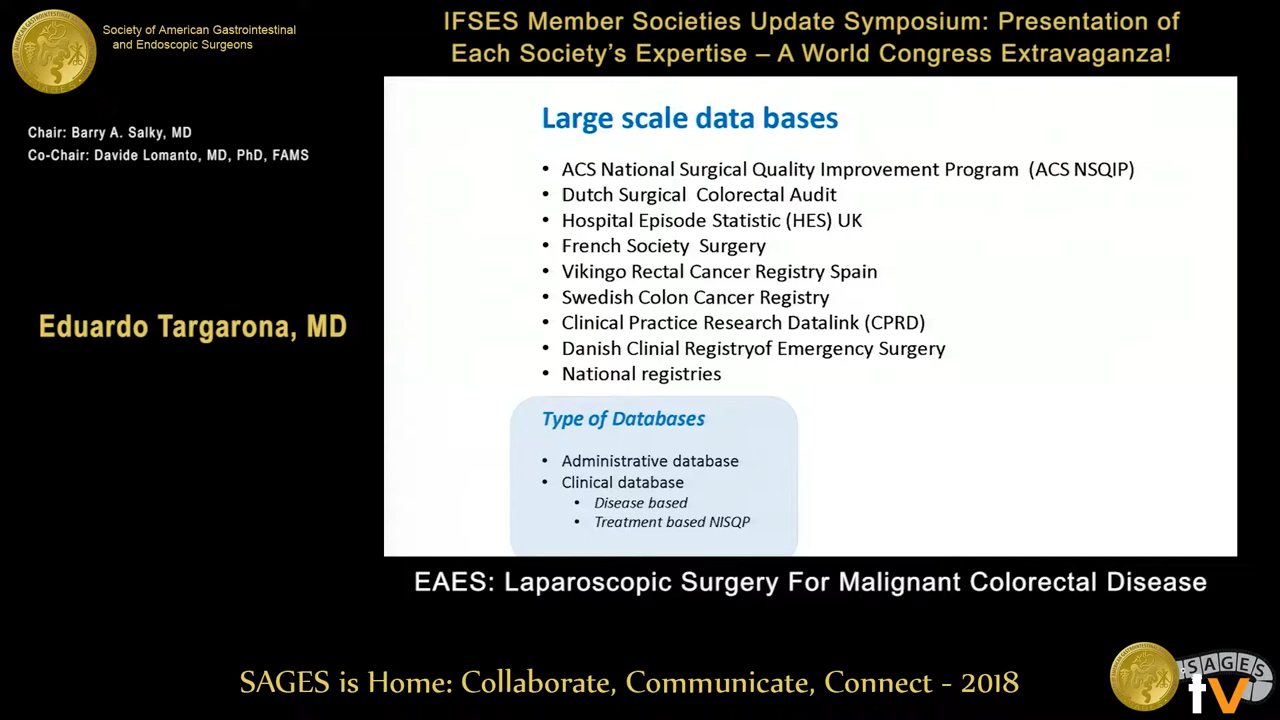 Society of American Gastrointestinal
and Endoscopic Surgeons
IFSES Member Societies Update Symposium: Presentation of
Each Society's Expertise – A World Congress Extravaganza!
Chair: Barry A. Salky, MD
Co-Chair: Davide Lomanto, MD, PhD, FAMS
Eduardo Targarona, MD
Large scale data bases
• ACS National Surgical Quality Improvement Program (ACS NSQIP)
• Dutch Surgical Colorectal Audit
• Hospital Episode Statistic (HES) UK
• French Society Surgery
• Vikingo Rectal Cancer Registry Spain
• Swedish Colon Cancer Registry
• Clinical Practice Research Datalink (CPRD)
• Danish Clinial Registryof Emergency Surgery
• National registries
Type of Databases
• Administrative database
• Clinical database
• Disease based
• Treatment based NISQP
EAES: Laparoscopic Surgery For Malignant Colorectal Disease
SAGES is Home: Collaborate, Communicate, Connect - 2018
SAGES
tv